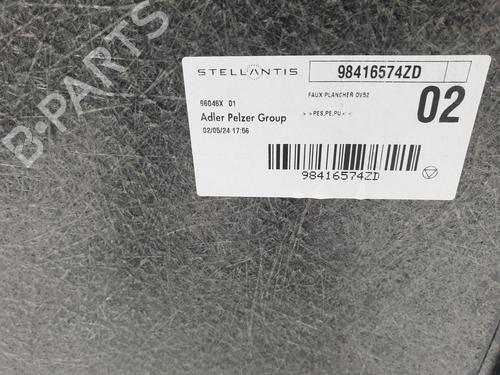 B-PARTS
STELLANTIS
98416574ZD
96046X 01
FAUX PLANCHER OV52
02
Adler Pelzer Group
> >PES,PE,PU< <
02/05/24 17:56
98416574ZD